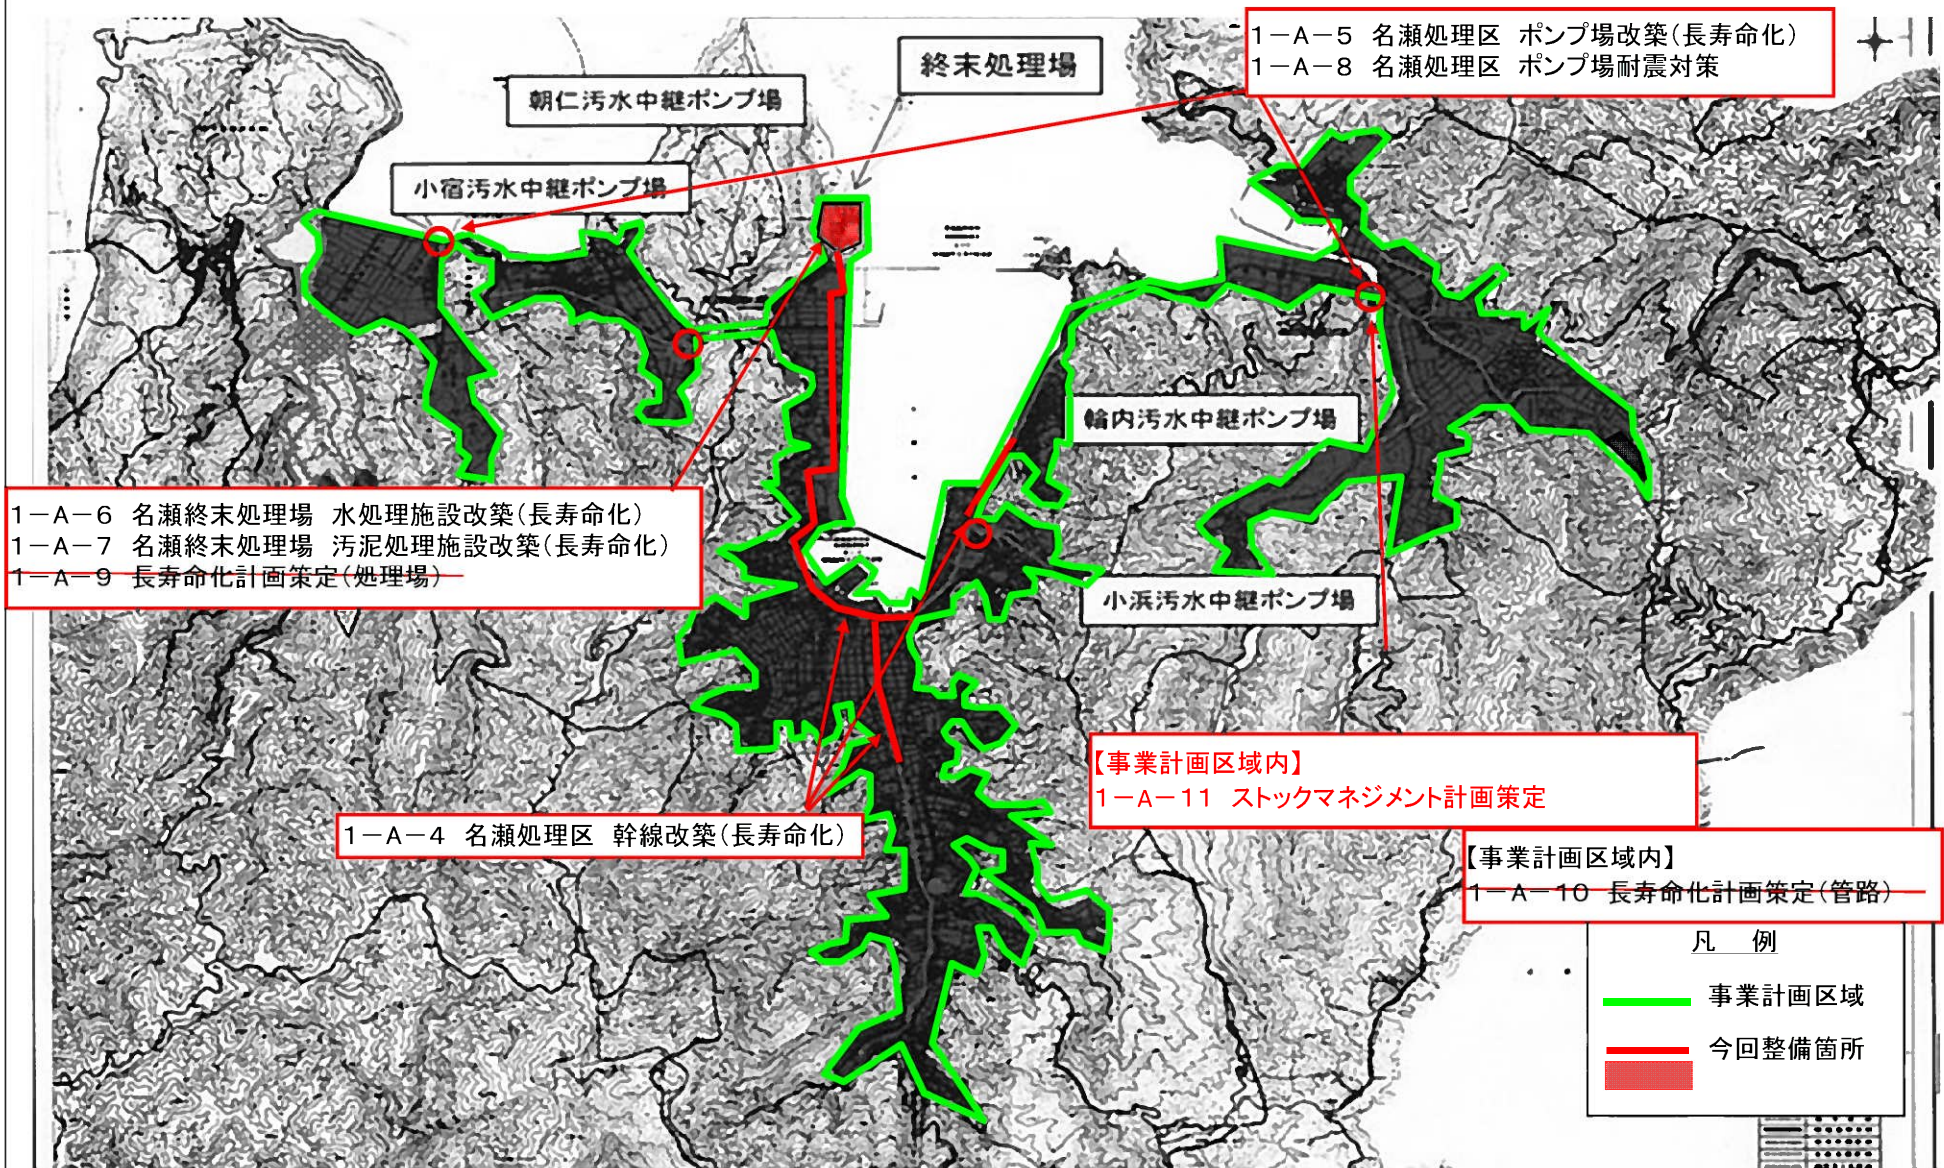 1-A-5 名瀬処理区 ポンプ場改築(長寿命化)
1-A-8 名瀬処理区 ポンプ場耐震対策
終末処理場
朝仁汚水中継ポンプ場
小宿汚水中継ポンプ場
輪内汚水中継ポンプ場
1-A-6 名瀬終末処理場 水処理施設改築(長寿命化)
1-A-7 名瀬終末処理場 汚泥処理施設改築(長寿命化)
1-A-9 長寿命化計画策定(処理場)
小浜汚水中継ポンプ場
【事業計画区域内】
1-A-11 ストックマネジメント計画策定
1-A-4 名瀬処理区 幹線改築(長寿命化)
【事業計画区域内】
1-A-10 長寿命化計画策定(管路)
凡 例
事業計画区域
今回整備箇所